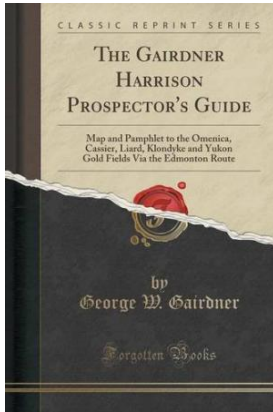 CLASSIC REPRINT SERIES
THE GAIRDNER
HARRISON
PROSPECTOR'S GUIDE
Map and Pamphlet to the Omenica,
Cassier, Liard, Klondyke and Yukon
Gold Fields Via the Edmonton Route
by
George W. Gairdner
Forgotten Books